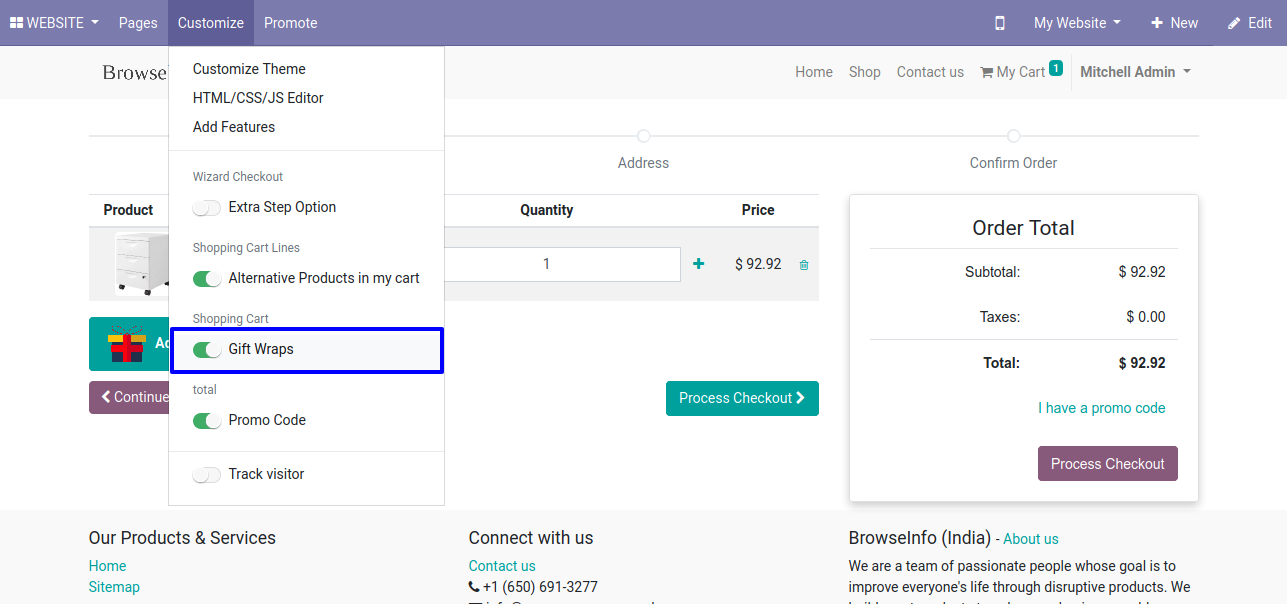 WEBSITE Pages Customize Promote My Website New Edit
Browse Home Shop Contact us My Cart 1 Mitchell Admin
Customize Theme
HTML/CSS/JS Editor
Add Features
Wizard Checkout
Extra Step Option
Shopping Cart Lines
Alternative Products in my cart
Shopping Cart
Gift Wraps
total
Promo Code
Track visitor
Address Confirm Order
Product Quantity Price
1 $ 92.92
Continue Process Checkout
Order Total
Subtotal: $ 92.92
Taxes: $ 0.00
Total: $ 92.92
I have a promo code
Process Checkout
Our Products & Services
Home
Sitemap
Connect with us
Contact us
+1 (650) 691-3277
BrowseInfo (India) - About us
We are a team of passionate people whose goal is to
improve everyone's life through disruptive products. We